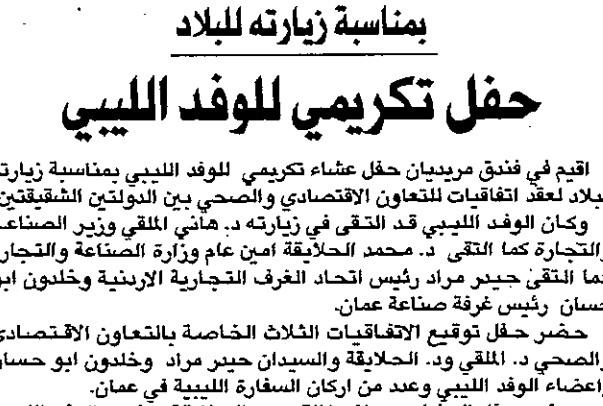 بمناسبة زيارته للبلاد
حفل تكريمي للوفد الليبي
اقيم في فندق مريديان حفل عشاء تكريمي للوفد الليبي بمناسبة زيارته
للبلاد لعقد اتفاقيات للتعاون الاقتصادي والصحي بين الدولتين الشقيقتين
وكان الوفد الليبي قد التقى في زيارته د. هاني الملقي وزير الصناعة
والتجارة كما التقى د. محمد الحلايقة امين عام وزارة الصناعة والتجارة
كما التقى حيدر مراد رئيس اتحاد الغرف التجارية الاردنية وخلدون ابو
حسان رئيس غرفة صناعة عمان.
حضر حفل توقيع الاتفاقيات الثلاث الخاصة بالتعاون الاقتصادي
والصحي د. الملقي ود. الحلايقة والسيدان حيدر مراد وخلدون ابو حسان
واعضاء الوفد الليبي وعدد من اركان السفارة الليبية في عمان.